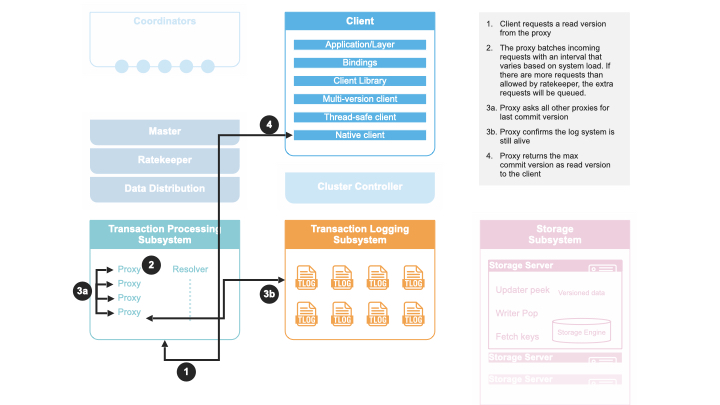 Coordinators
Client
Application/Layer
Bindings
Client Library
Multi-version client
Thread-safe client
Native client
1. Client requests a read version
from the proxy
2. The proxy batches incoming
requests with an interval that
varies based on system load. If
there are more requests than
allowed by ratekeeper, the extra
requests will be queued.
3a. Proxy asks all other proxies for
last commit version
3b. Proxy confirms the log system is
still alive
4. Proxy returns the max
commit version as read version
to the client
4
Master
Ratekeeper
Data Distribution
Cluster Controller
Transaction Processing
Subsystem
Proxy
2
Resolver
Proxy
3a
Proxy
Proxy
1
Transaction Logging
Subsystem
3b
TLOG TLOG TLOG TLOG
TLOG TLOG TLOG TLOG
Storage
Subsystem
Storage Server
Updater peek
Versioned data
Writer Pop
Storage Engine
Fetch keys
Storage Server
Storage Server